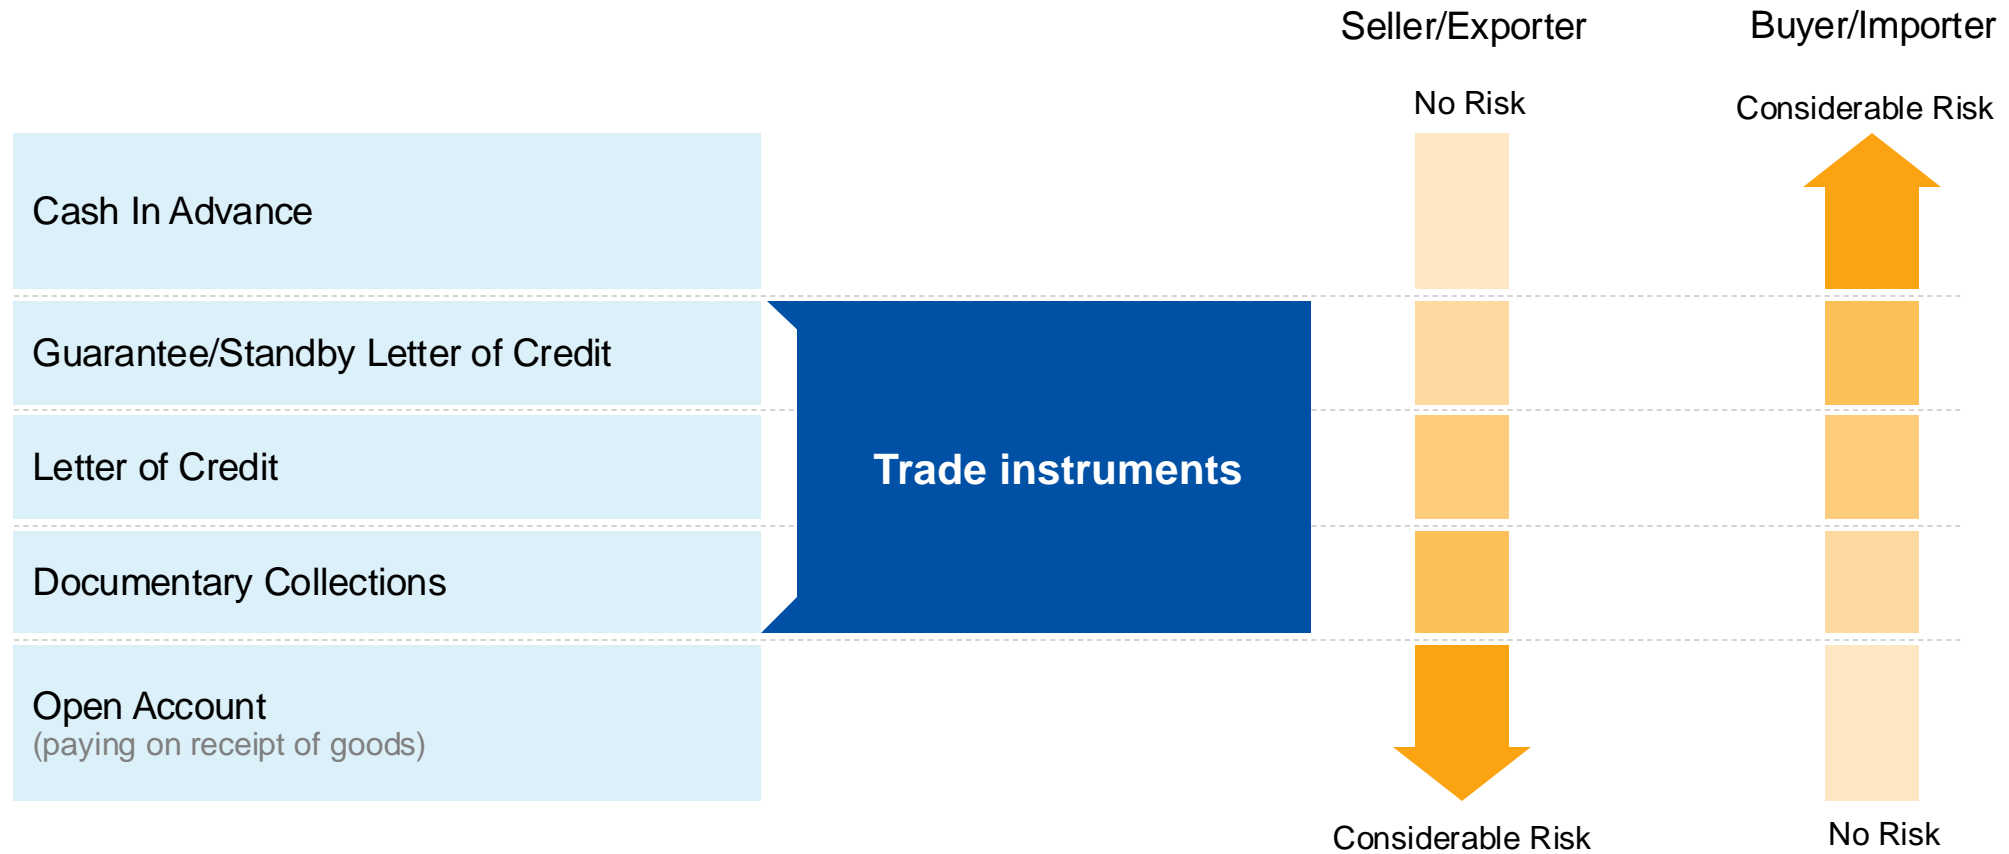 Seller/Exporter
Buyer/Importer
No Risk
Considerable Risk
Cash In Advance
Guarantee/Standby Letter of Credit
Letter of Credit
Trade instruments
Documentary Collections
Open Account
(paying on receipt of goods)
Considerable Risk
No Risk